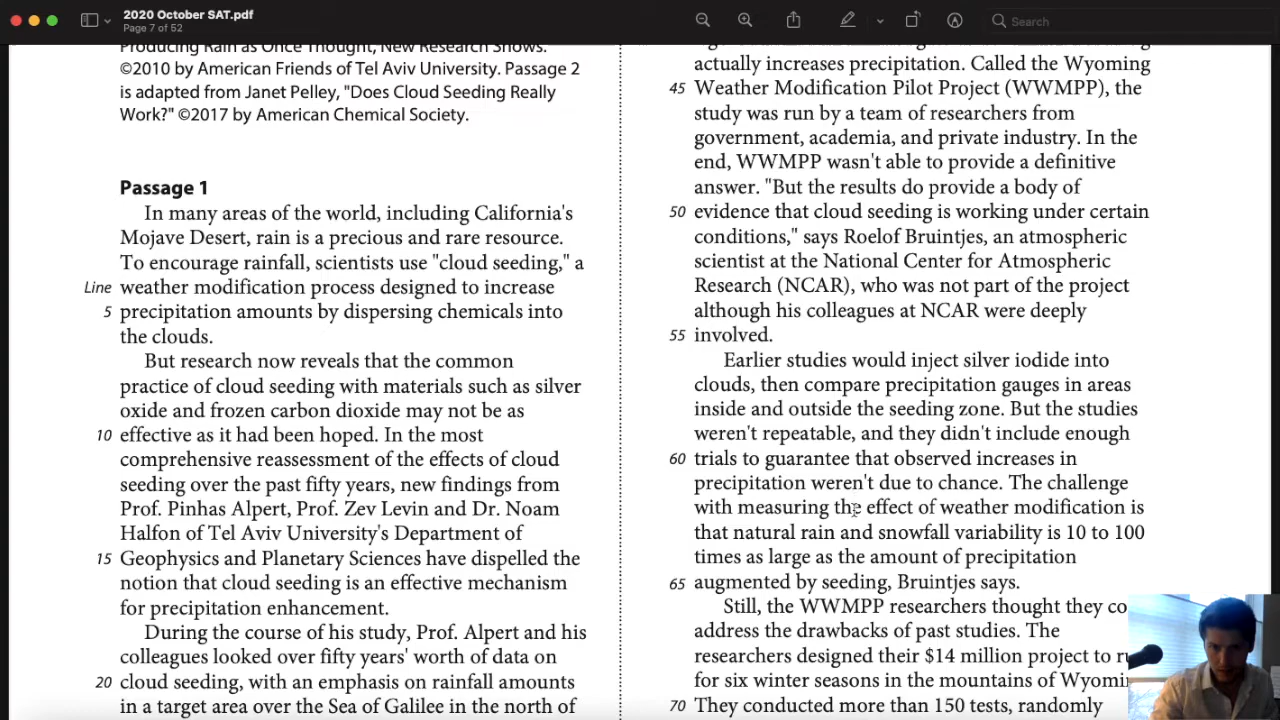 2020 October SAT.pdf
Page 7 of 52
Search
Producing Rain as Once Thought, New Research Shows.
©2010 by American Friends of Tel Aviv University. Passage 2
is adapted from Janet Pelley, "Does Cloud Seeding Really
Work?" ©2017 by American Chemical Society.
Passage 1
In many areas of the world, including California's
Mojave Desert, rain is a precious and rare resource.
To encourage rainfall, scientists use "cloud seeding," a
Line weather modification process designed to increase
5 precipitation amounts by dispersing chemicals into
the clouds.
But research now reveals that the common
practice of cloud seeding with materials such as silver
oxide and frozen carbon dioxide may not be as
10 effective as it had been hoped. In the most
comprehensive reassessment of the effects of cloud
seeding over the past fifty years, new findings from
Prof. Pinhas Alpert, Prof. Zev Levin and Dr. Noam
Halfon of Tel Aviv University's Department of
15 Geophysics and Planetary Sciences have dispelled the
notion that cloud seeding is an effective mechanism
for precipitation enhancement.
During the course of his study, Prof. Alpert and his
colleagues looked over fifty years' worth of data on
20 cloud seeding, with an emphasis on rainfall amounts
in a target area over the Sea of Galilee in the north of
actually increases precipitation. Called the Wyoming
45 Weather Modification Pilot Project (WWMPP), the
study was run by a team of researchers from
government, academia, and private industry. In the
end, WWMPP wasn't able to provide a definitive
answer. "But the results do provide a body of
50 evidence that cloud seeding is working under certain
conditions," says Roelof Bruintjes, an atmospheric
scientist at the National Center for Atmospheric
Research (NCAR), who was not part of the project
although his colleagues at NCAR were deeply
55 involved.
Earlier studies would inject silver iodide into
clouds, then compare precipitation gauges in areas
inside and outside the seeding zone. But the studies
weren't repeatable, and they didn't include enough
60 trials to guarantee that observed increases in
precipitation weren't due to chance. The challenge
with measuring the effect of weather modification is
that natural rain and snowfall variability is 10 to 100
times as large as the amount of precipitation
65 augmented by seeding, Bruintjes says.
Still, the WWMPP researchers thought they co
address the drawbacks of past studies. The
researchers designed their $14 million project to
for six winter seasons in the mountains of
70 They conducted more than 150 tests, randomly